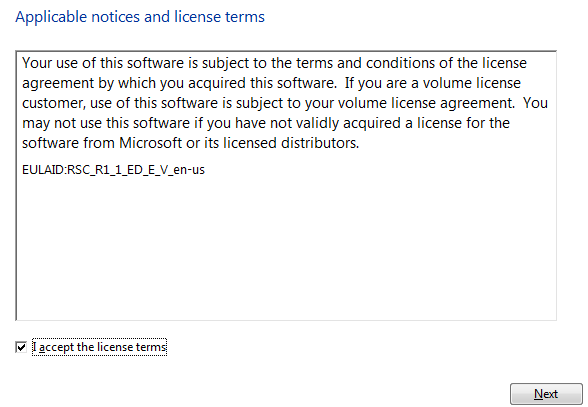 Applicable notices and license terms
Your use of this software is subject to the terms and conditions of the license
agreement by which you acquired this software.  If you are a volume license
customer, use of this software is subject to your volume license agreement.  You
may not use this software if you have not validly acquired a license for the
software from Microsoft or its licensed distributors.
EULAID:RSC_R1_1_ED_E_V_en-us
I accept the license terms
Next